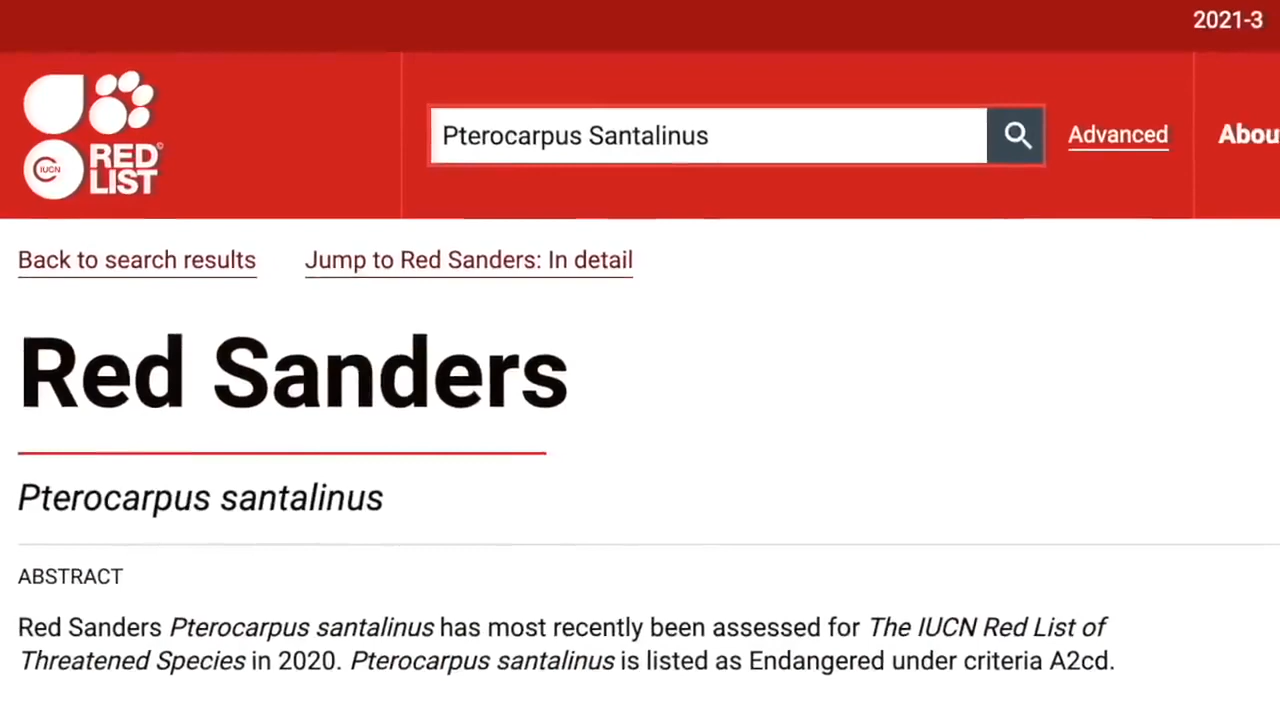 2021-3
IUCN
RED
LIST
Pterocarpus Santalinus
Advanced
Abou
Back to search results
Jump to Red Sanders: In detail
Red Sanders
Pterocarpus santalinus
ABSTRACT
Red Sanders Pterocarpus santalinus has most recently been assessed for The IUCN Red List of
Threatened Species in 2020. Pterocarpus santalinus is listed as Endangered under criteria A2cd.